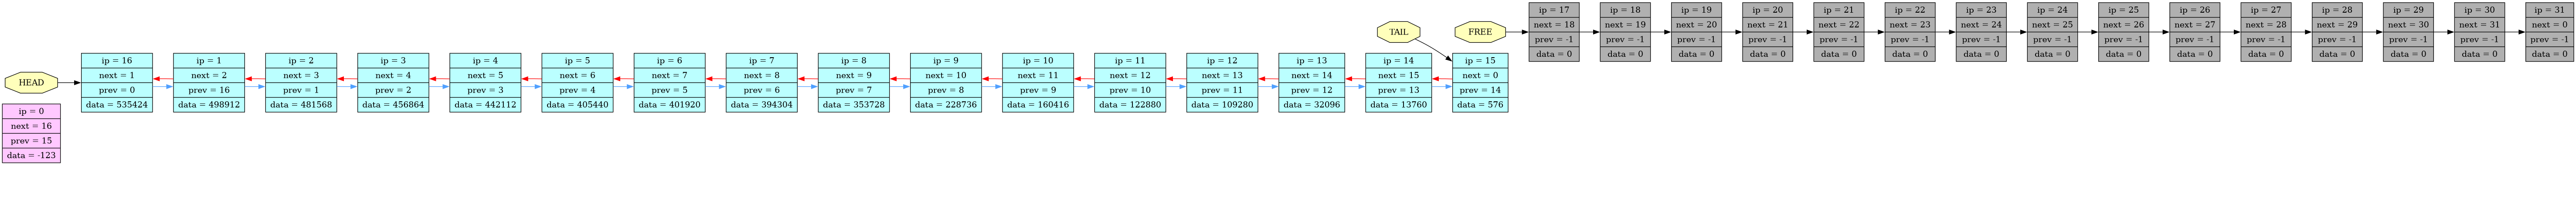 HEAD
ip = 0
next = 16
prev = 15
data = -123
ip = 16
next = 1
prev = 0
data = 535424
ip = 1
next = 2
prev = 16
data = 498912
ip = 2
next = 3
prev = 1
data = 481568
ip = 3
next = 4
prev = 2
data = 456864
ip = 4
next = 5
prev = 3
data = 442112
ip = 5
next = 6
prev = 4
data = 405440
ip = 6
next = 7
prev = 5
data = 401920
ip = 7
next = 8
prev = 6
data = 394304
ip = 8
next = 9
prev = 7
data = 353728
ip = 9
next = 10
prev = 8
data = 228736
ip = 10
next = 11
prev = 9
data = 160416
ip = 11
next = 12
prev = 10
data = 122880
ip = 12
next = 13
prev = 11
data = 109280
ip = 13
next = 14
prev = 12
data = 32096
ip = 14
next = 15
prev = 13
data = 13760
TAIL
ip = 15
next = 0
prev = 14
data = 576
FREE
ip = 17
next = 18
prev = -1
data = 0
ip = 18
next = 19
prev = -1
data = 0
ip = 19
next = 20
prev = -1
data = 0
ip = 20
next = 21
prev = -1
data = 0
ip = 21
next = 22
prev = -1
data = 0
ip = 22
next = 23
prev = -1
data = 0
ip = 23
next = 24
prev = -1
data = 0
ip = 24
next = 25
prev = -1
data = 0
ip = 25
next = 26
prev = -1
data = 0
ip = 26
next = 27
prev = -1
data = 0
ip = 27
next = 28
prev = -1
data = 0
ip = 28
next = 29
prev = -1
data = 0
ip = 29
next = 30
prev = -1
data = 0
ip = 30
next = 31
prev = -1
data = 0
ip = 31
next = 0
prev = -1
data = 0